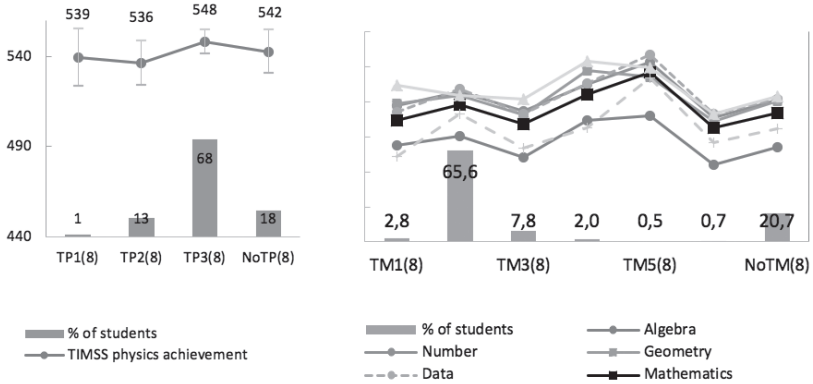 539 536 548 542
540
490
68
1 13 18
440
TP1(8) TP2(8) TP3(8) NoTP(8)
% of students
TIMSS physics achievement
65,6
2,8 7,8 2,0 0,5 0,7 20,7
TM1(8) TM3(8) TM5(8) NoTM(8)
% of students Algebra
Number Geometry
Data Mathematics